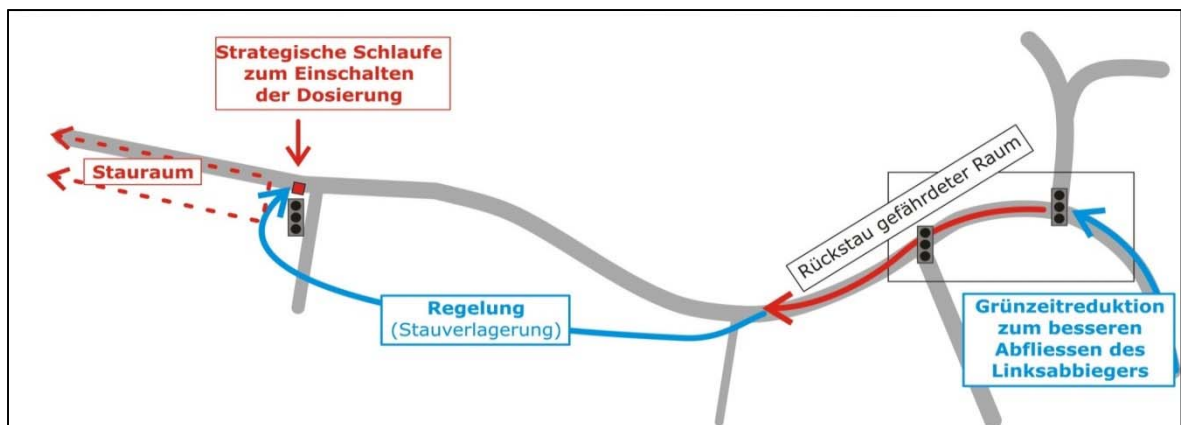 Strategische Schlaufe
zum Einschalten
der Dosierung
Stauraum
Rückstau gefährdeter Raum
Regelung
(Stauverlagerung)
Grünzeitreduktion
zum besseren
Abfliessen des
Linksabbiegers